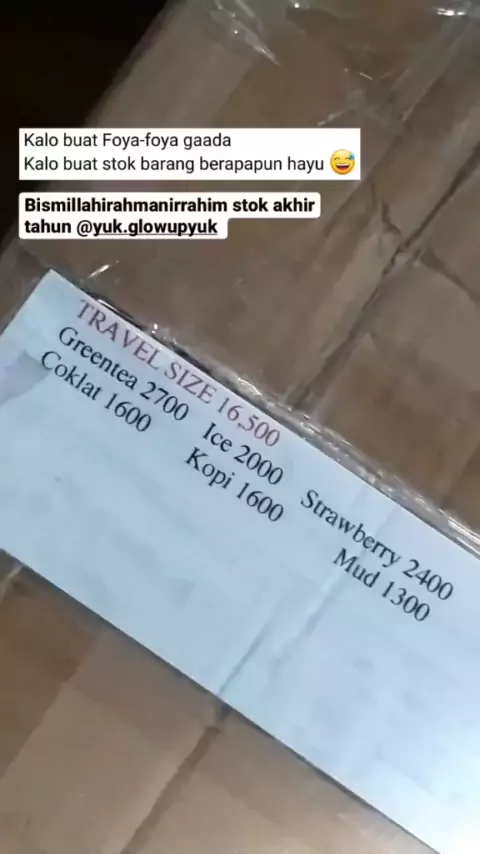 Kalo buat Foya-foya gaada
Kalo buat stok barang berapapun hayu 😅
Bismillahirahmanirrahim stok akhir
tahun @yuk.glowupyuk
TRAVEL SIZE 16,500
Greentea 2700 Ice 2000 Strawberry 2400
Coklat 1600 Kopi 1600 Mud 1300